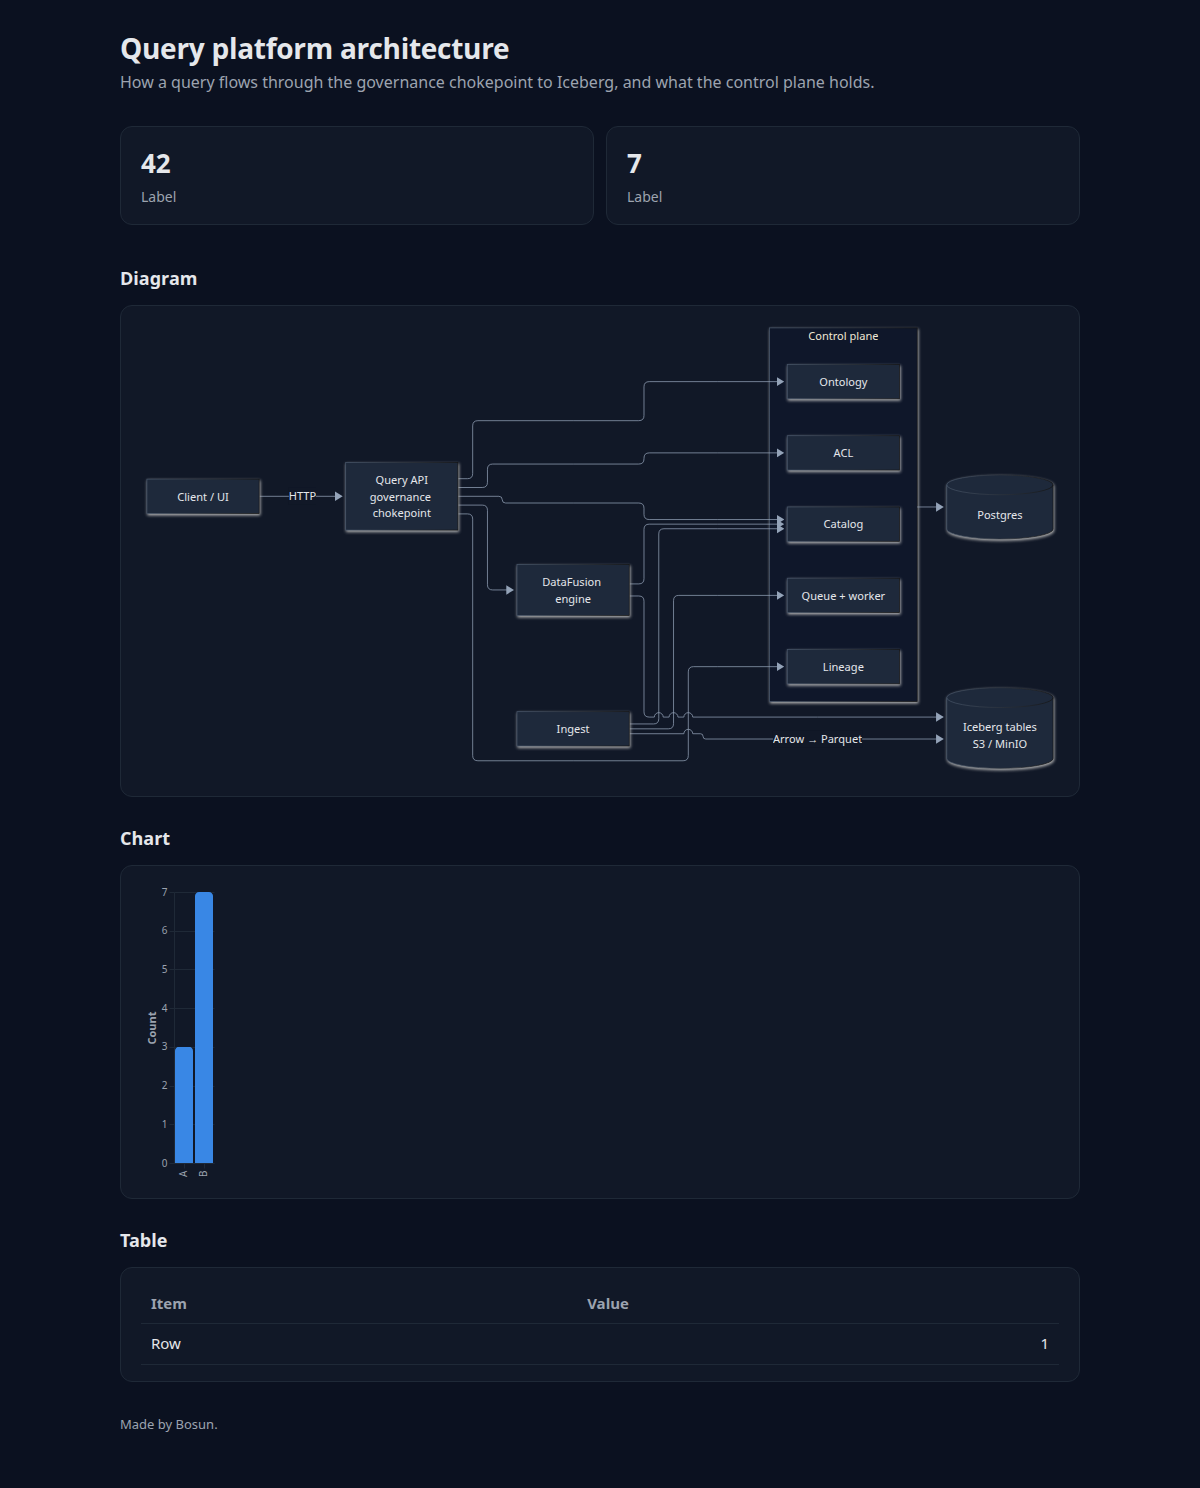 Query platform architecture
How a query flows through the governance chokepoint to Iceberg, and what the control plane holds.
42
Label
7
Label
Diagram
Control plane
Ontology
ACL
Client / UI
HTTP
Query API
governance
chokepoint
Catalog
Postgres
DataFusion
engine
Queue + worker
Lineage
Ingest
Arrow → Parquet
Iceberg tables
S3 / MinIO
Chart
7
6
5
4
3
2
1
0
Count
A
B
Table
Item Value
Row 1
Made by Bosun.